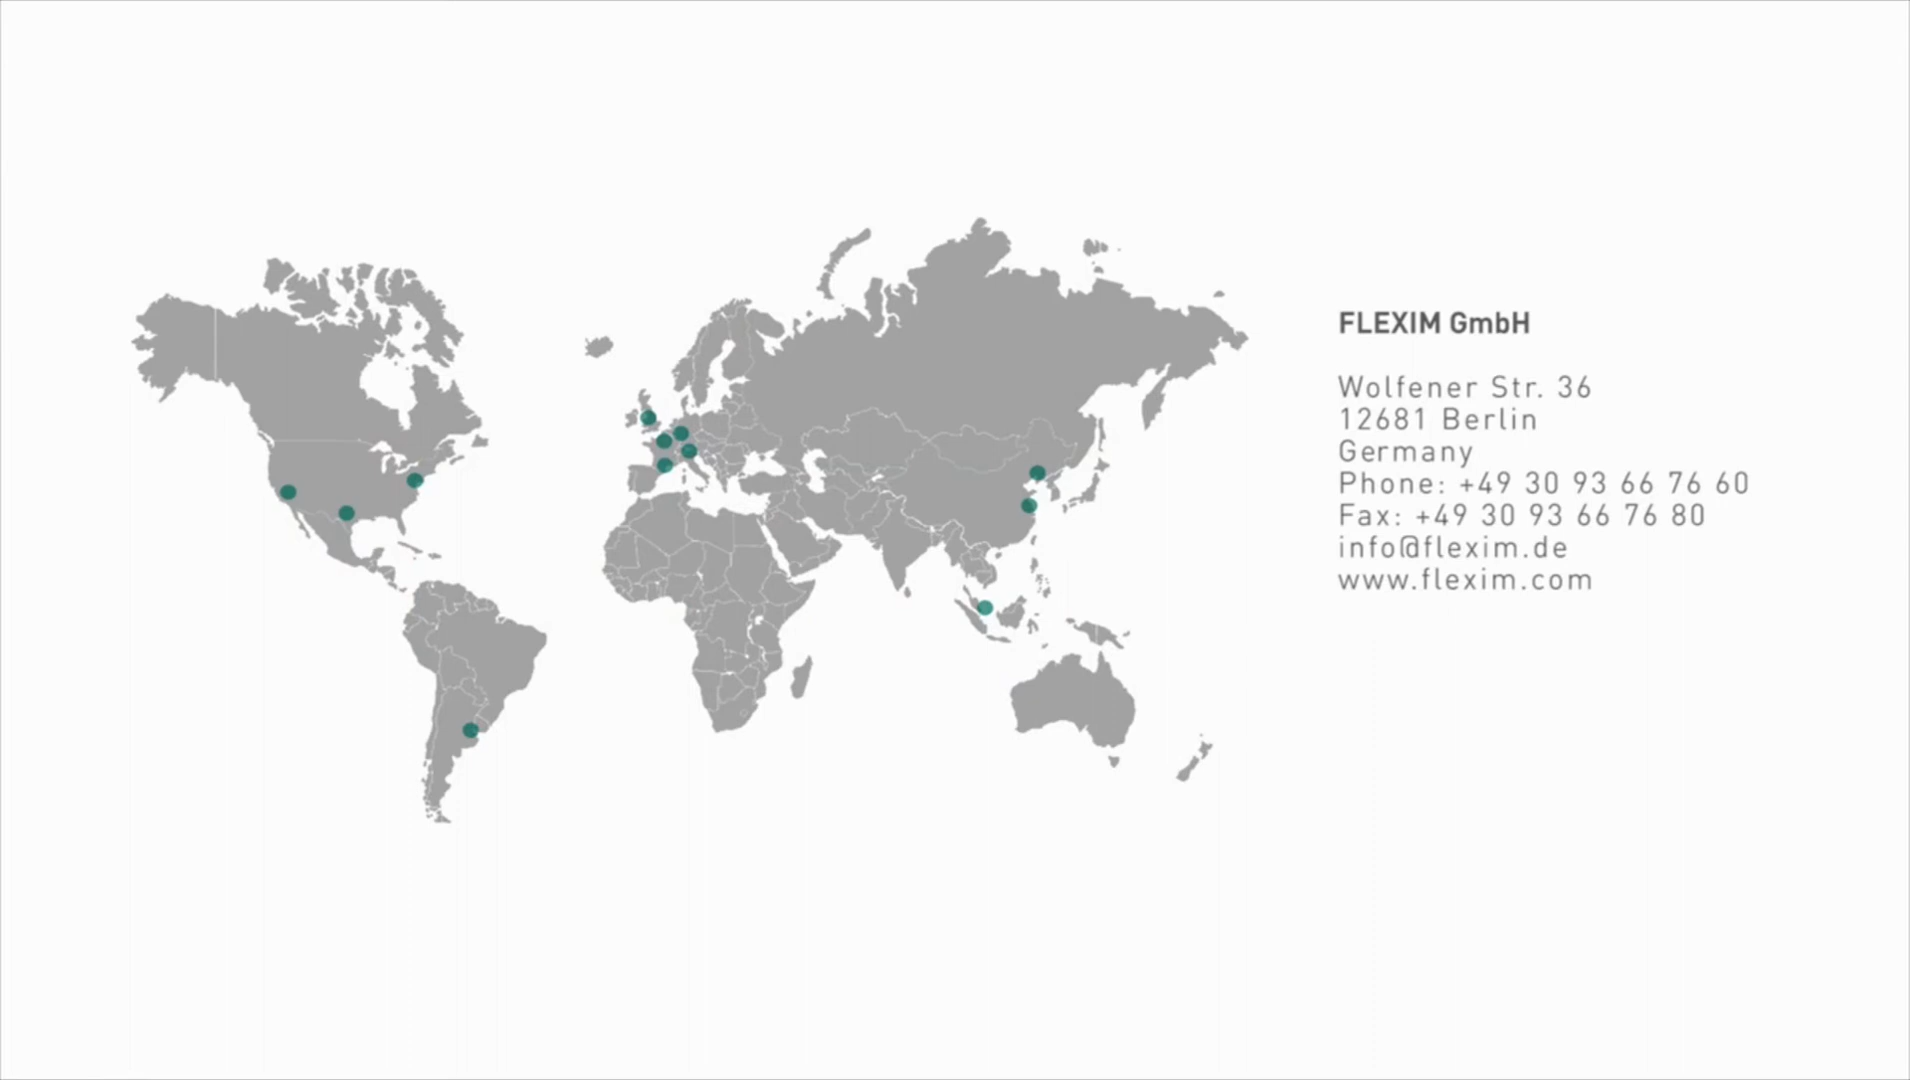 FLEXIM GmbH
Wolfener Str. 36
12681 Berlin
Germany
Phone: +49 30 93 66 76 60
Fax: +49 30 93 66 76 80
info@flexim.de
www.flexim.com